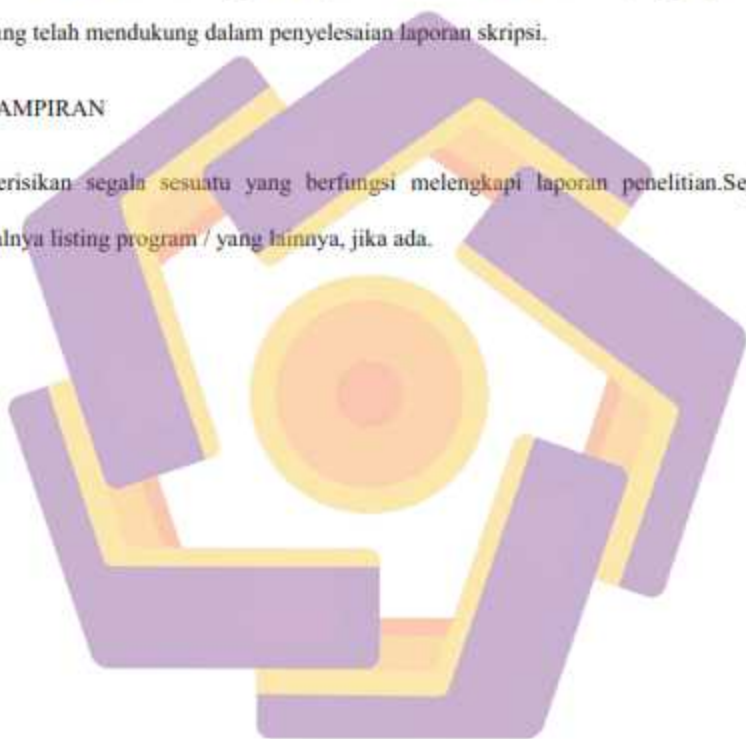 ng telah mendukung dalam penyelesaian laporan skripsi.
AMPIRAN
erisikan segala sesuatu yang berfungsi melengkapi laporan penelitian.Se
alnya listing program / yang lainnya, jika ada.